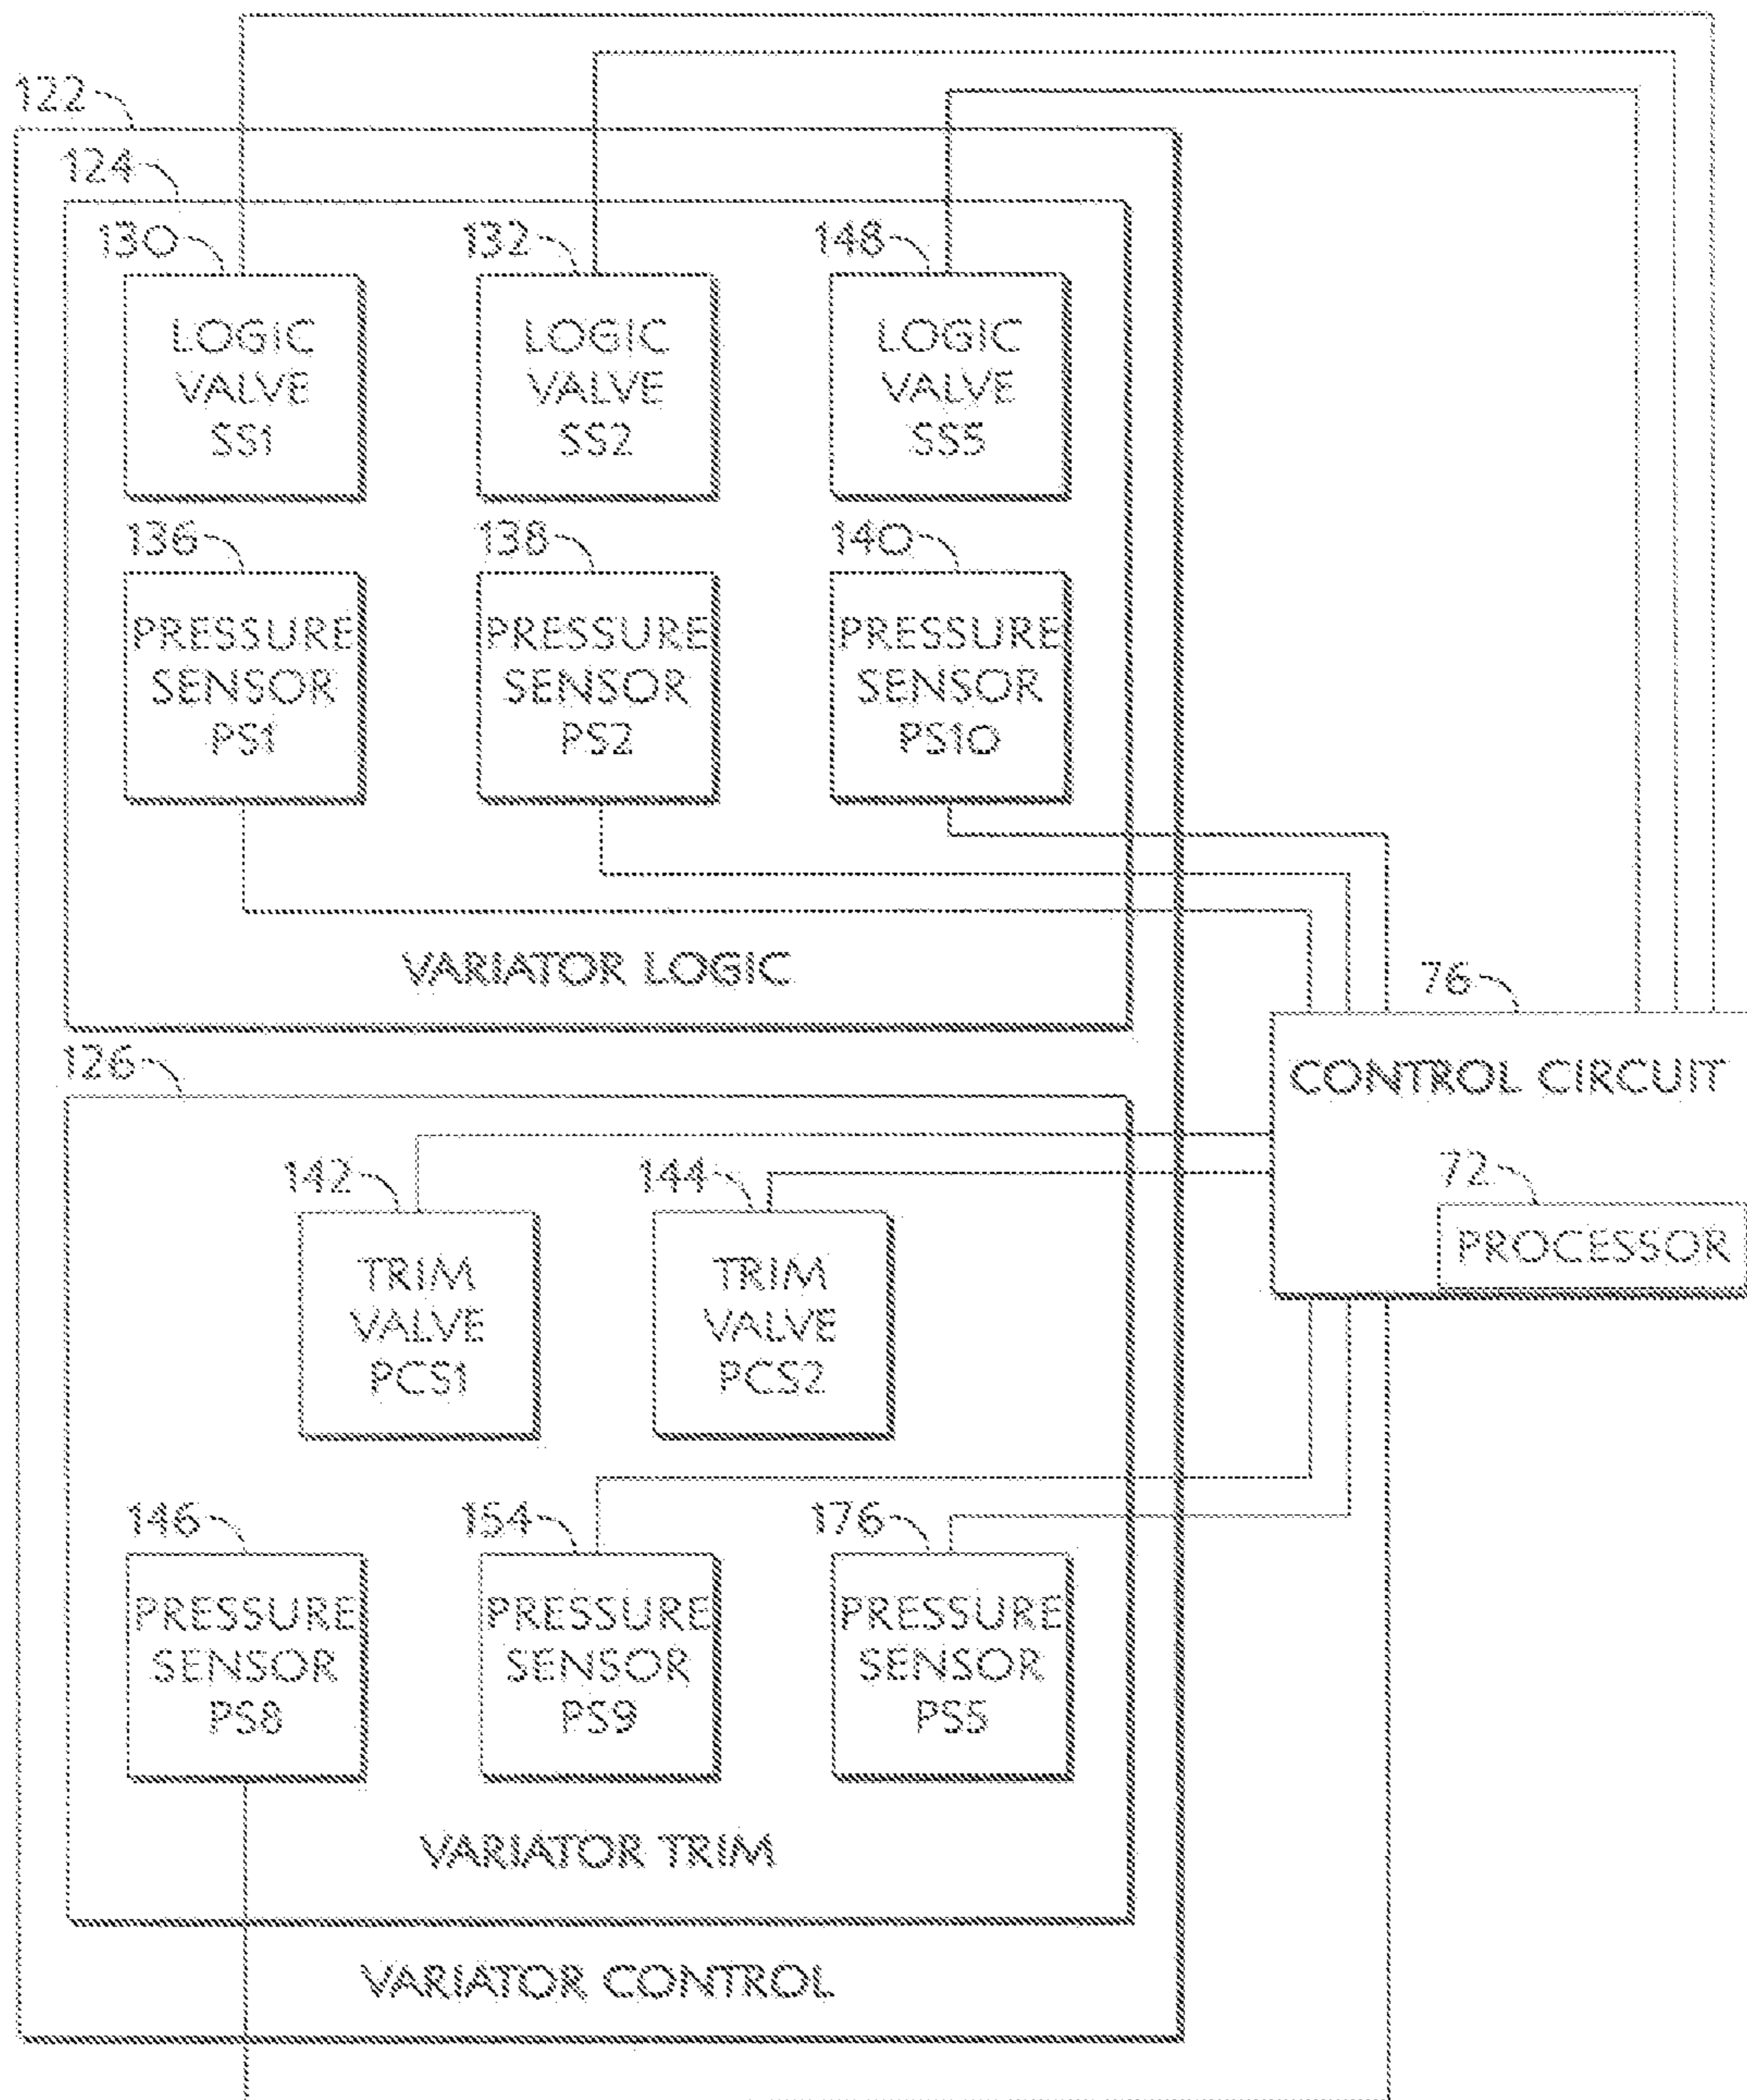 122
124
130
132
148
LOGIC
VALVE
SS1
LOGIC
VALVE
SS2
LOGIC
VALVE
SS5
136
138
140
PRESSURE
SENSOR
PS1
PRESSURE
SENSOR
PS2
PRESSURE
SENSOR
PS10
VARIATOR LOGIC
76
CONTROL CIRCUIT
72
PROCESSOR
126
142
144
TRIM
VALVE
PCS1
TRIM
VALVE
PCS2
146
154
176
PRESSURE
SENSOR
PS8
PRESSURE
SENSOR
PS9
PRESSURE
SENSOR
PS5
VARIATOR TRIM
VARIATOR CONTROL